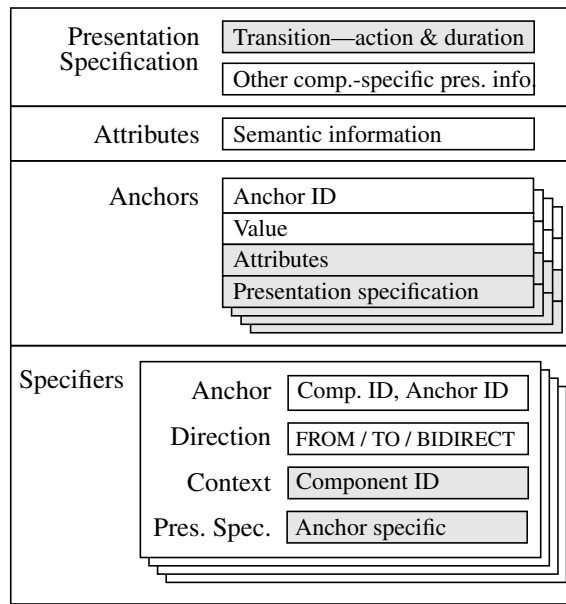 Presentation Specification
Transition—action & duration
Other comp.-specific pres. info.
Attributes
Semantic information
Anchors
Anchor ID
Value
Attributes
Presentation specification
Specifiers
Anchor
Comp. ID, Anchor ID
Direction
FROM / TO / BIDIRECT
Context
Component ID
Pres. Spec.
Anchor specific